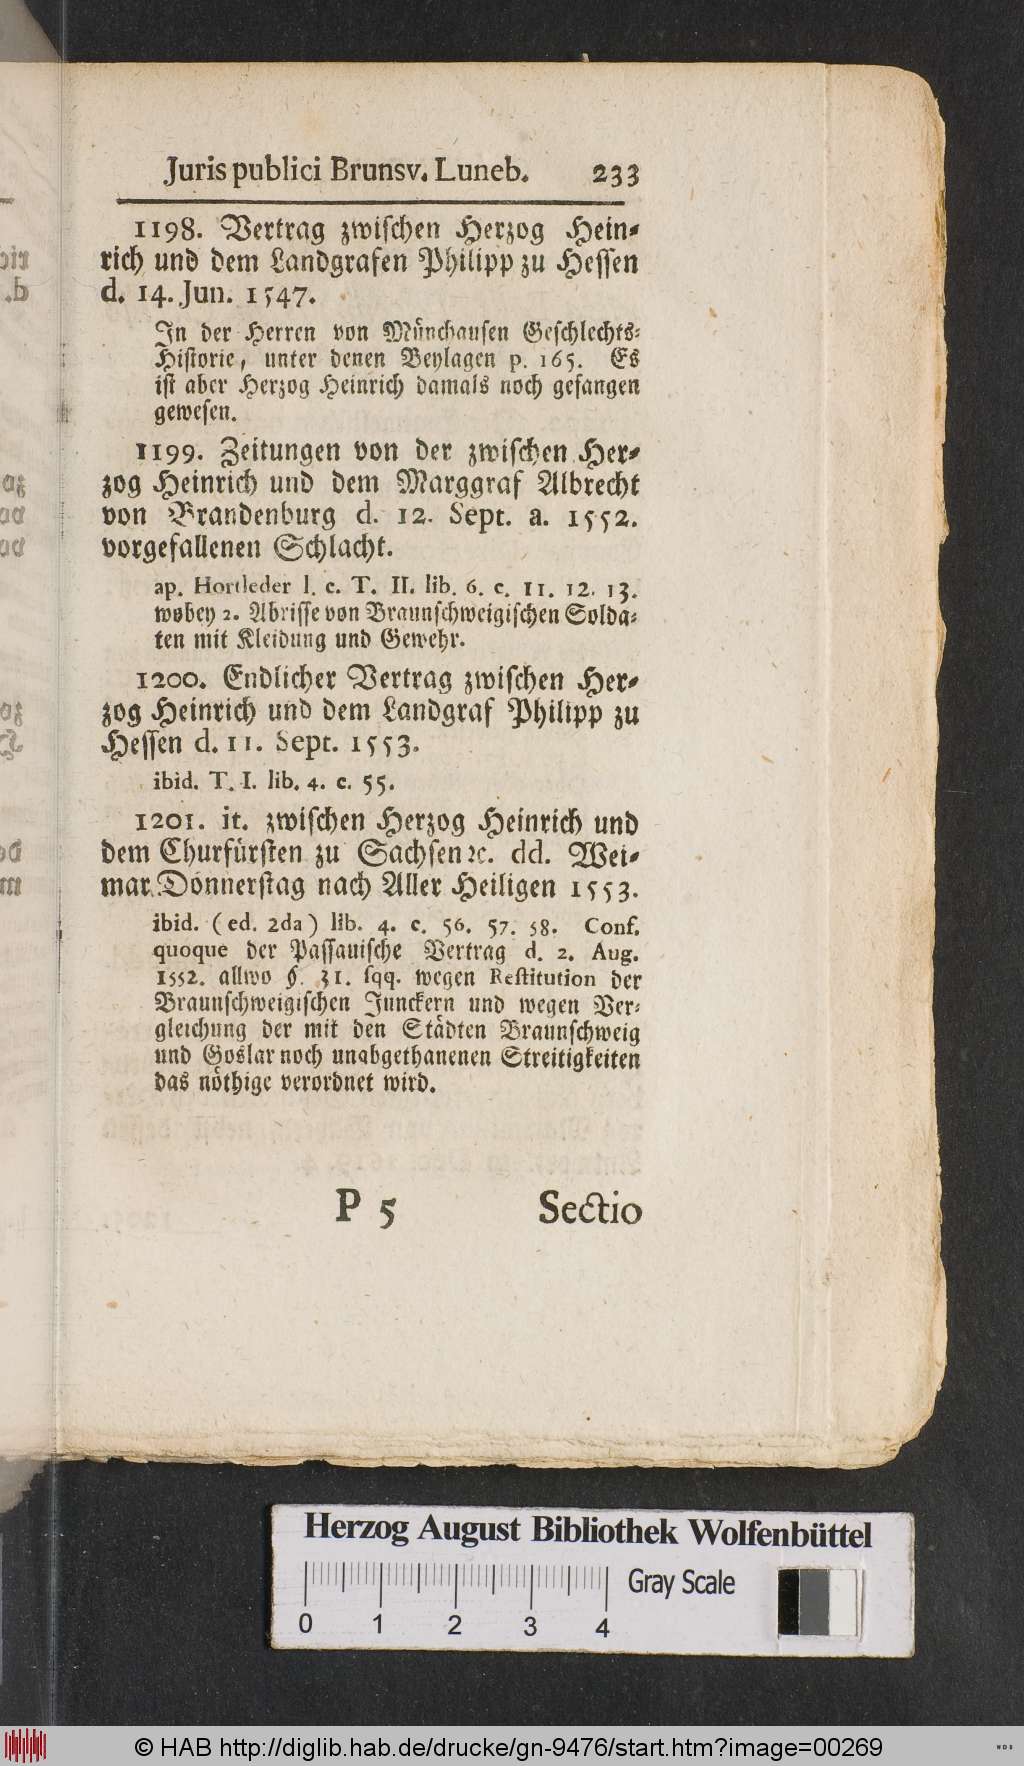 Juris publici Brunsv. Luneb. 233
1198. Vertrag zwischen Herzog Hein-
rich und dem Landgrafen Philipp zu Hessen
d. 14. Jun. 1547.
In der Herren von Münchausen Geschlechts-
Historie, unter denen Beylagen p. 165. Es
ist aber Herzog Heinrich damals noch gefangen
gewesen.
1199. Zeitungen von der zwischen Her-
zog Heinrich und dem Marggraf Albrecht
von Brandenburg d. 12. Sept. a. 1552.
vorgefallenen Schlacht.
ap. Hortleder l. c. T. II. lib. 6. c. 11. 12. 13.
wobey 2. Abrisse von Braunschweigischen Solda-
ten mit Kleidung und Gewehr.
1200. Endlicher Vertrag zwischen Her-
zog Heinrich und dem Landgraf Philipp zu
Hessen d. 11. Sept. 1553.
ibid. T. I. lib. 4. c. 55.
1201. it. zwischen Herzog Heinrich und
dem Churfürsten zu Sachsen ꝛc. dd. Wei-
mar Donnerstag nach Aller Heiligen 1553.
ibid. (ed. 2da) lib. 4. c. 56. 57. 58. Conf.
quoque der Passauische Vertrag d. 2. Aug.
1552. allwo §. 31. sqq. wegen Restitution der
Braunschweigischen Junckern und wegen Ver-
gleichung der mit den Städten Braunschweig
und Goslar noch unabgethanenen Streitigkeiten
das nöthige verordnet wird.
P 5 Sectio
Herzog August Bibliothek Wolfenbüttel
Gray Scale
0 1 2 3 4
© HAB http://diglib.hab.de/drucke/gn-9476/start.htm?image=00269